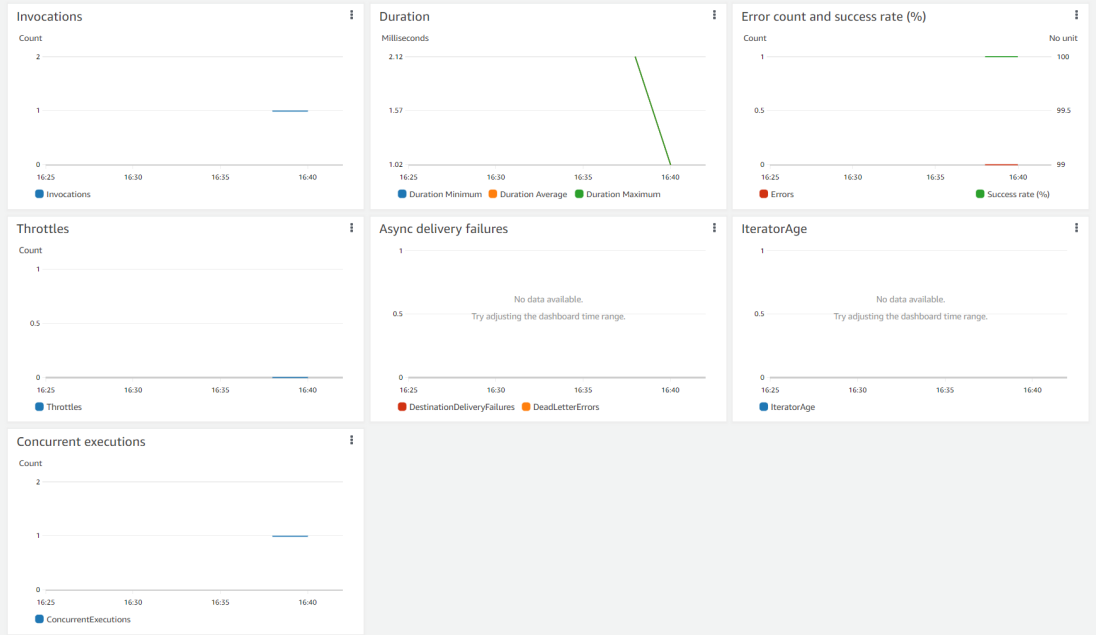 Invocations
Count
2
1
0
16:25 16:30 16:35 16:40
Invocations
Duration
Milliseconds
2.12
1.57
1.02
16:25 16:30 16:35 16:40
Duration Minimum Duration Average Duration Maximum
Error count and success rate (%)
Count No unit
1 100
0.5 99.5
0 99
16:25 16:30 16:35 16:40
Errors Success rate (%)
Throttles
Count
1
0.5
0
16:25 16:30 16:35 16:40
Throttles
Async delivery failures
1
No data available.
0.5 Try adjusting the dashboard time range.
0
16:25 16:30 16:35 16:40
DestinationDeliveryFailures DeadLetterErrors
IteratorAge
1
No data available.
0.5 Try adjusting the dashboard time range.
0
16:25 16:30 16:35 16:40
IteratorAge
Concurrent executions
Count
2
1
0
16:25 16:30 16:35 16:40
ConcurrentExecutions